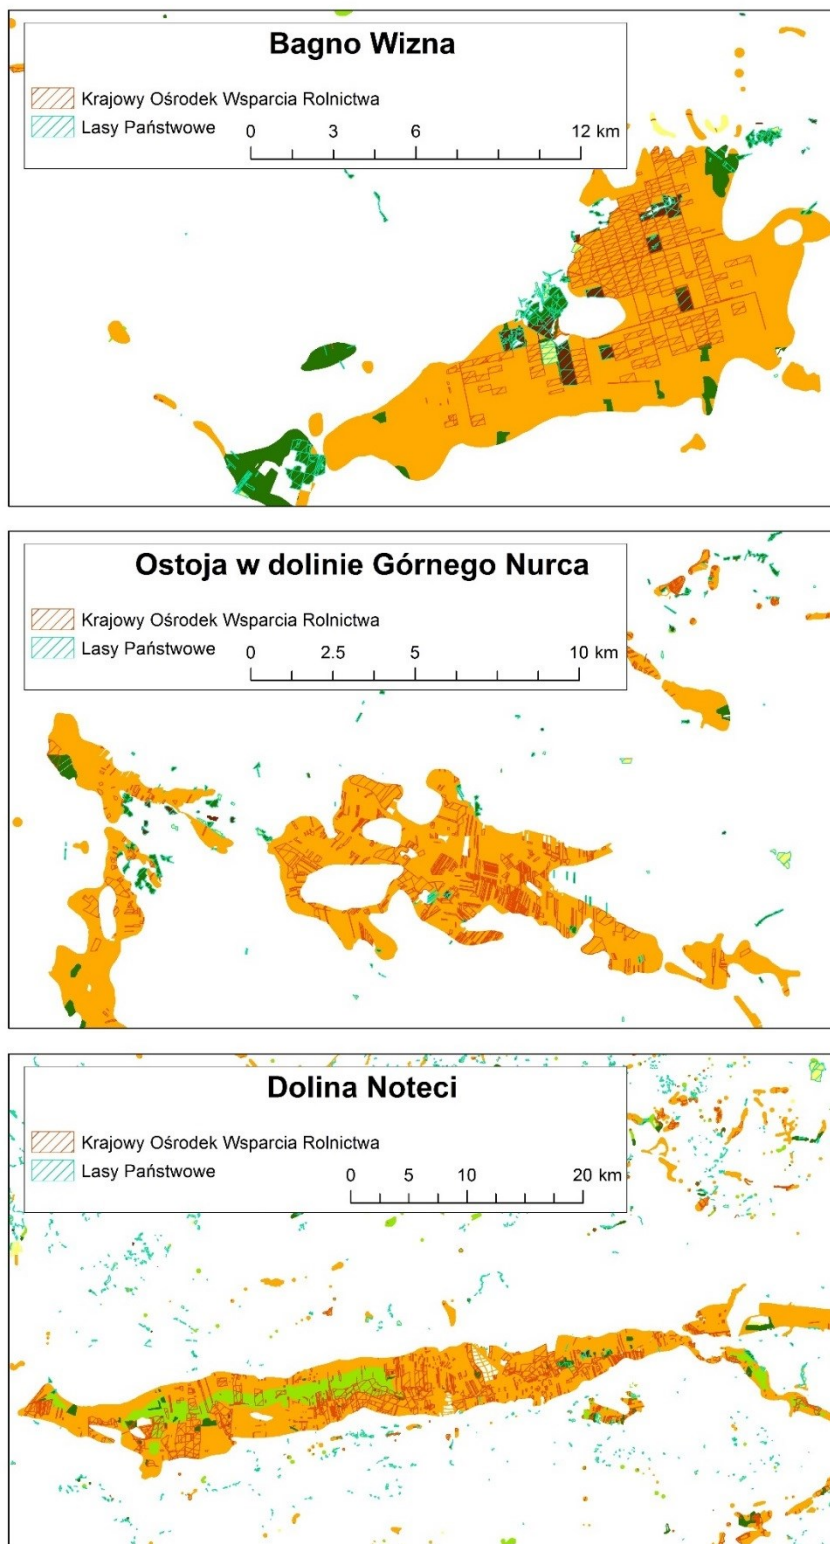 Bagno Wizna
Krajowy Ośrodek Wsparcia Rolnictwa
Lasy Państwowe
0 3 6 12 km
Ostoja w dolinie Górnego Nurca
Krajowy Ośrodek Wsparcia Rolnictwa
Lasy Państwowe
0 2.5 5 10 km
Dolina Noteci
Krajowy Ośrodek Wsparcia Rolnictwa
Lasy Państwowe
0 5 10 20 km